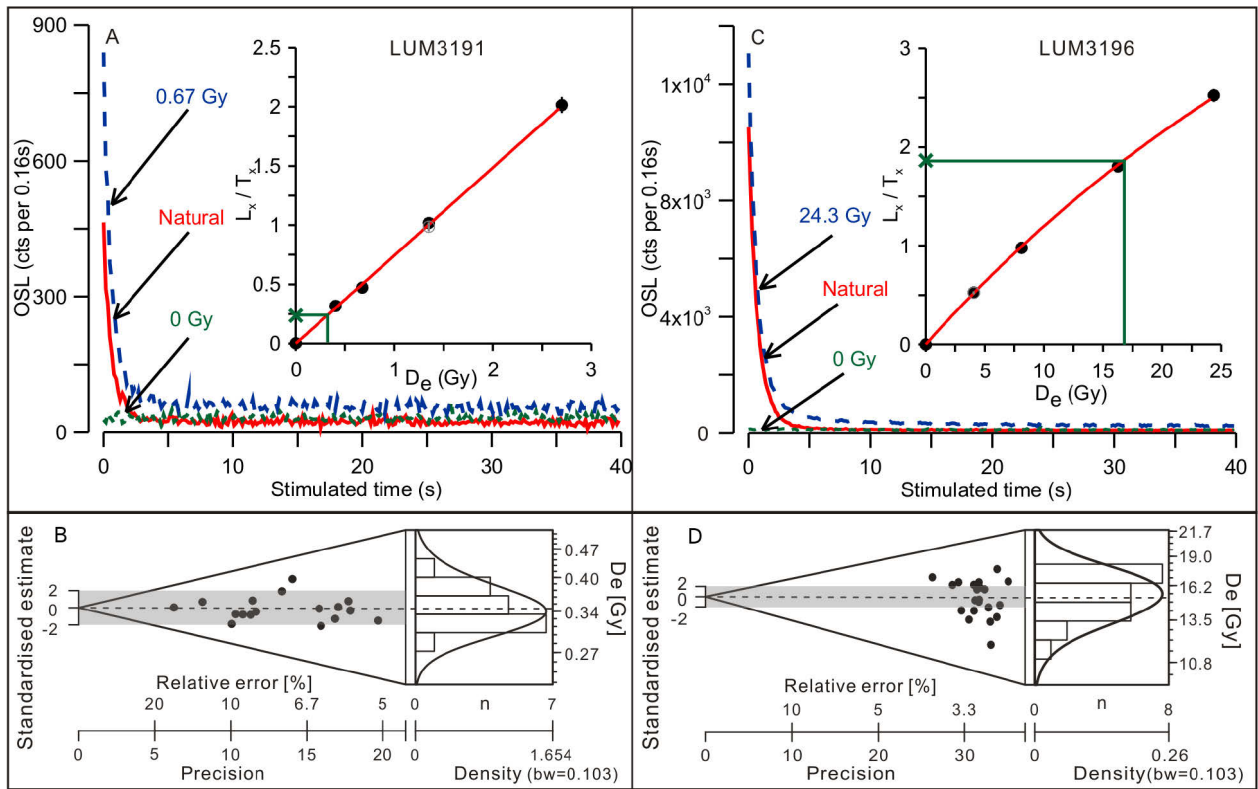 A
LUM3191
900
600
300
0
OSL (cts per 0.16s)
0.67 Gy
Natural
0 Gy
2.5
2
1.5
1
0.5
0
Lx / Tx
0 1 2 3
De (Gy)
0 10 20 30 40
Stimulated time (s)
C
LUM3196
1×10⁴
8×10³
4×10³
0
OSL (cts per 0.16s)
24.3 Gy
Natural
0 Gy
3
2
1
0
Lx / Tx
0 5 10 15 20 25
De (Gy)
0 10 20 30 40
Stimulated time (s)
B
Standardised estimate
2
0
-2
0.47
0.40
0.34
0.27
De [Gy]
Relative error [%]
20 10 6.7 5
0 n 7
0 5 10 15 20
Precision
0 1.654
Density (bw=0.103)
D
Standardised estimate
2
0
-2
21.7
19.0
16.2
13.5
10.8
De [Gy]
Relative error [%]
10 5 3.3
0 n 8
0 10 20 30
Precision
0 0.26
Density(bw=0.103)